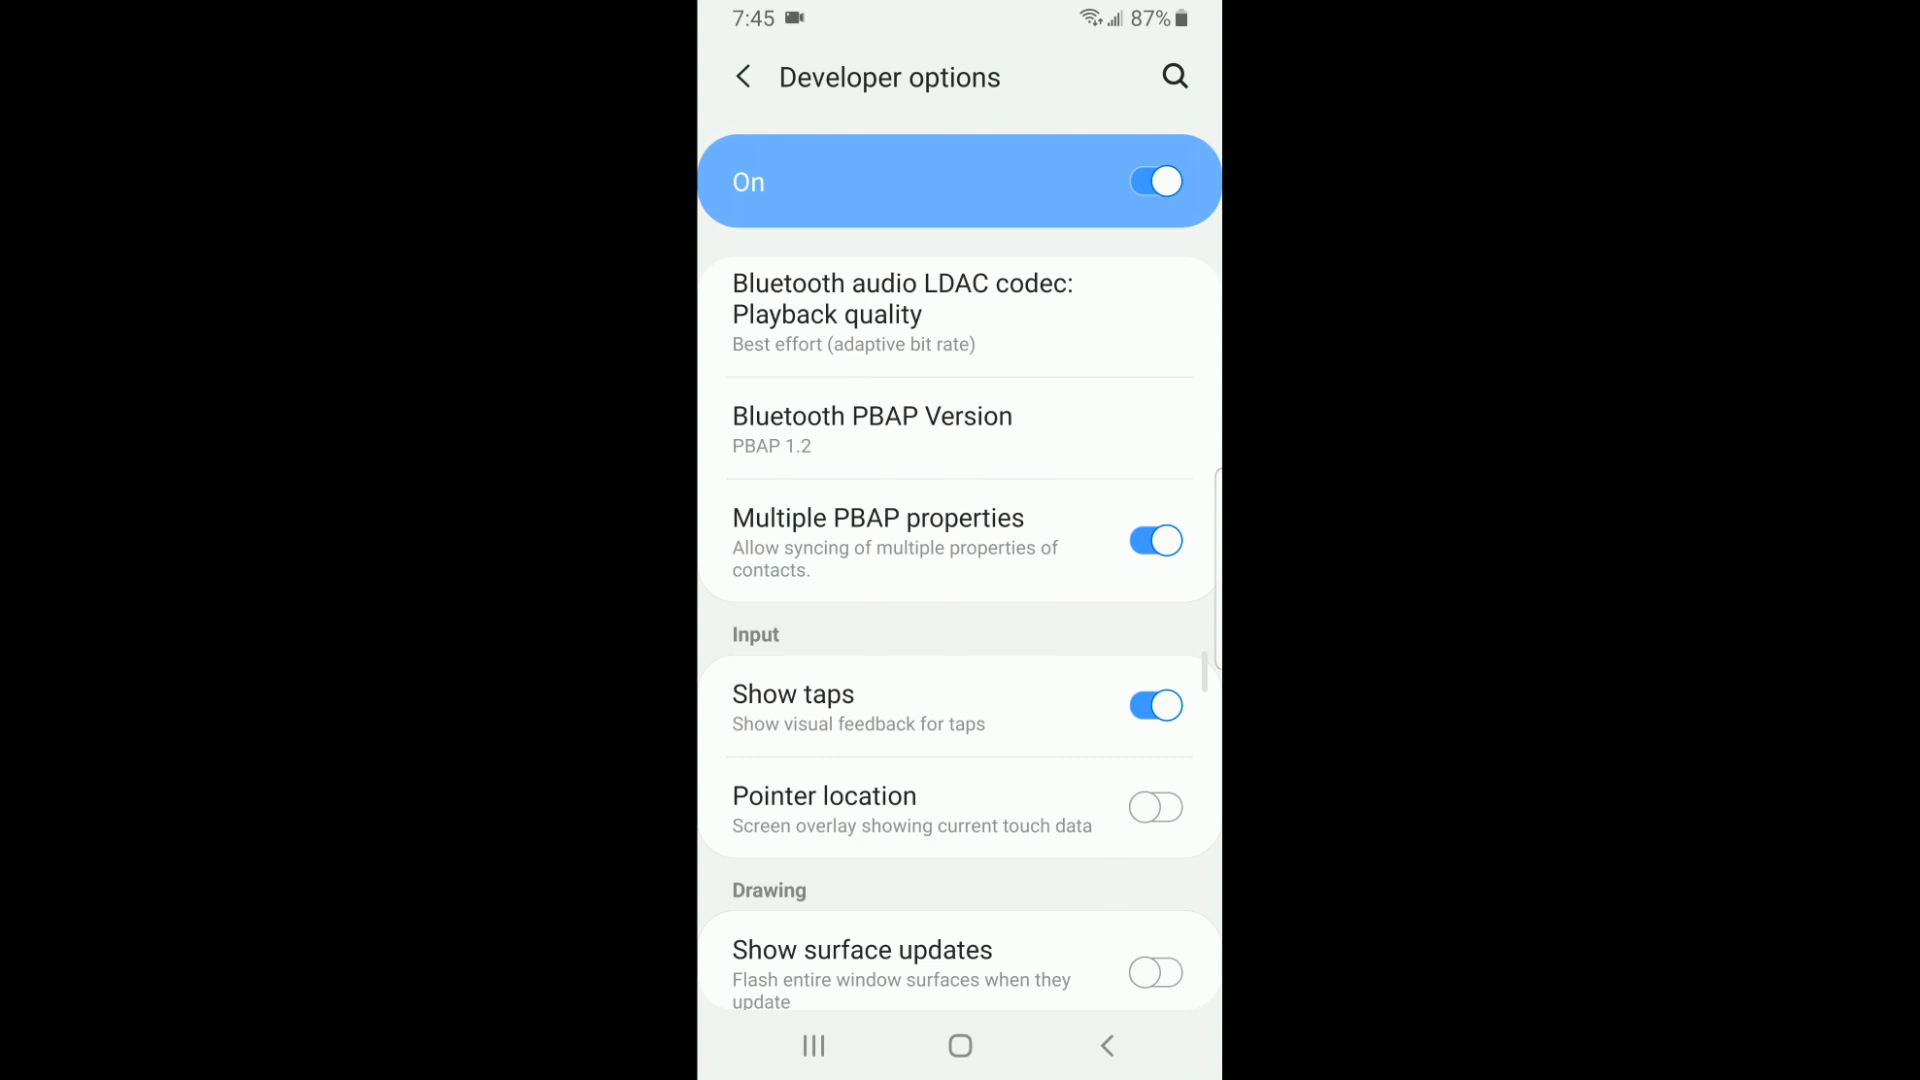 7:45 87%
Developer options
On
Bluetooth audio LDAC codec:
Playback quality
Best effort (adaptive bit rate)
Bluetooth PBAP Version
PBAP 1.2
Multiple PBAP properties
Allow syncing of multiple properties of
contacts.
Input
Show taps
Show visual feedback for taps
Pointer location
Screen overlay showing current touch data
Drawing
Show surface updates
Flash entire window surfaces when they
update